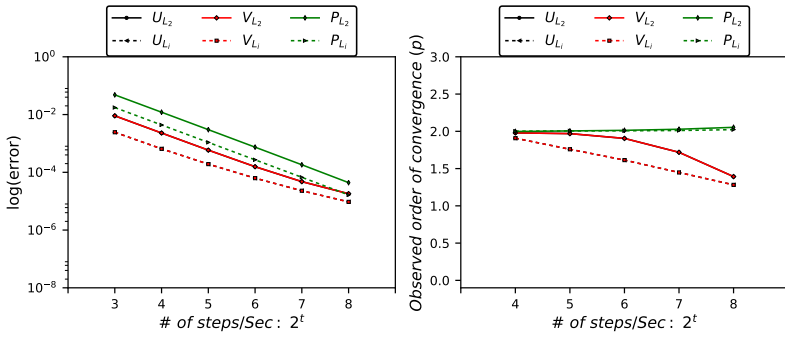 U_{L_2} V_{L_2} P_{L_2}
U_{L_i} V_{L_i} P_{L_i}
10^0
10^{-2}
10^{-4}
10^{-6}
10^{-8}
log(error)
3 4 5 6 7 8
# of steps/Sec: 2^t
U_{L_2} V_{L_2} P_{L_2}
U_{L_i} V_{L_i} P_{L_i}
3.0
2.5
2.0
1.5
1.0
0.5
0.0
Observed order of convergence (p)
4 5 6 7 8
# of steps/Sec: 2^t